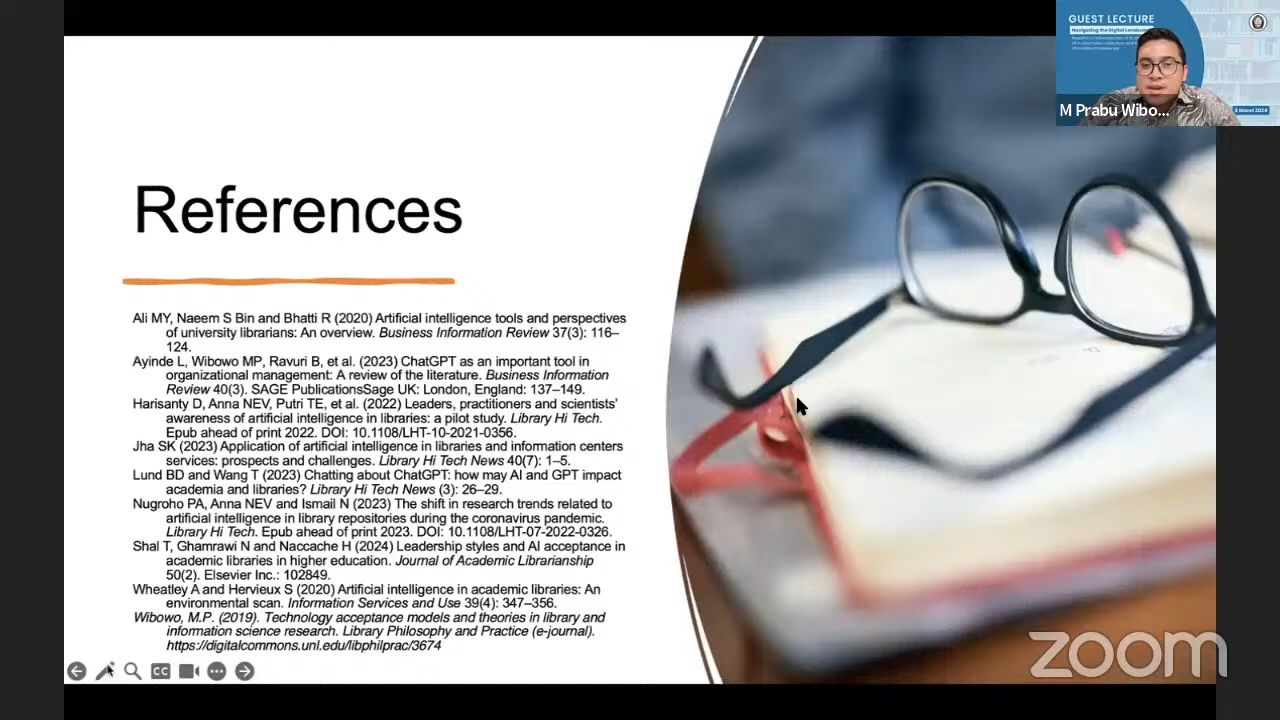 GUEST LECTURE
Navigating the Digital Landscape
M Prabu Wibo...
References
Ali MY, Naeem S Bin and Bhatti R (2020) Artificial intelligence tools and perspectives
of university librarians: An overview. Business Information Review 37(3): 116–
124.
Ayinde L, Wibowo MP, Ravuri B, et al. (2023) ChatGPT as an important tool in
organizational management: A review of the literature. Business Information
Review 40(3). SAGE PublicationsSage UK: London, England: 137–149.
Harisanty D, Anna NEV, Putri TE, et al. (2022) Leaders, practitioners and scientists'
awareness of artificial intelligence in libraries: a pilot study. Library Hi Tech.
Epub ahead of print 2022. DOI: 10.1108/LHT-10-2021-0356.
Jha SK (2023) Application of artificial intelligence in libraries and information centers
services: prospects and challenges. Library Hi Tech News 40(7): 1–5.
Lund BD and Wang T (2023) Chatting about ChatGPT: how may AI and GPT impact
academia and libraries? Library Hi Tech News (3): 26–29.
Nugroho PA, Anna NEV and Ismail N (2023) The shift in research trends related to
artificial intelligence in library repositories during the coronavirus pandemic.
Library Hi Tech. Epub ahead of print 2023. DOI: 10.1108/LHT-07-2022-0326.
Shal T, Ghamrawi N and Naccache H (2024) Leadership styles and AI acceptance in
academic libraries in higher education. Journal of Academic Librarianship
50(2). Elsevier Inc.: 102849.
Wheatley A and Hervieux S (2020) Artificial intelligence in academic libraries: An
environmental scan. Information Services and Use 39(4): 347–356.
Wibowo, M.P. (2019). Technology acceptance models and theories in library and
information science research. Library Philosophy and Practice (e-journal).
https://digitalcommons.unl.edu/libphilprac/3674
CC
zoom